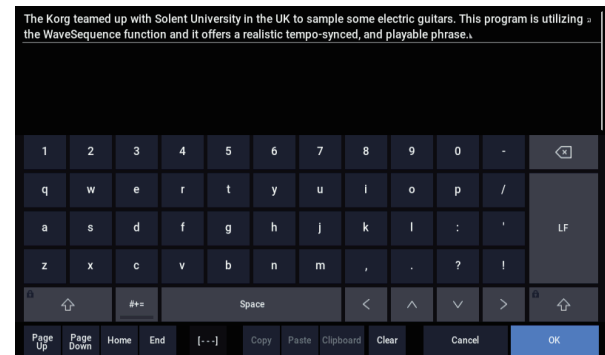 The Korg teamed up with Solent University in the UK to sample some electric guitars. This program is utilizing
the WaveSequence function and it offers a realistic tempo-synced, and playable phrase.
1 2 3 4 5 6 7 8 9 0 -
q w e r t y u i o p /
a s d f g h j k l : ' LF
z x c v b n m , . ? !
#+= Space < ^ v >
Page Up Page Down Home End [---] Copy Paste Clipboard Clear Cancel OK